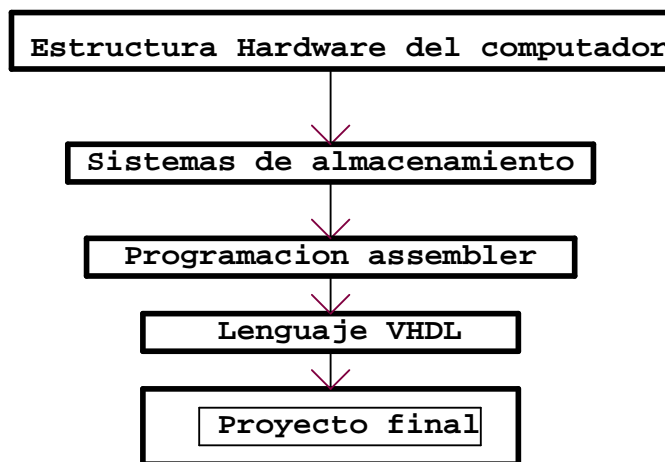 Estructura Hardware del computador
Sistemas de almacenamiento
Programacion assembler
Lenguaje VHDL
Proyecto final